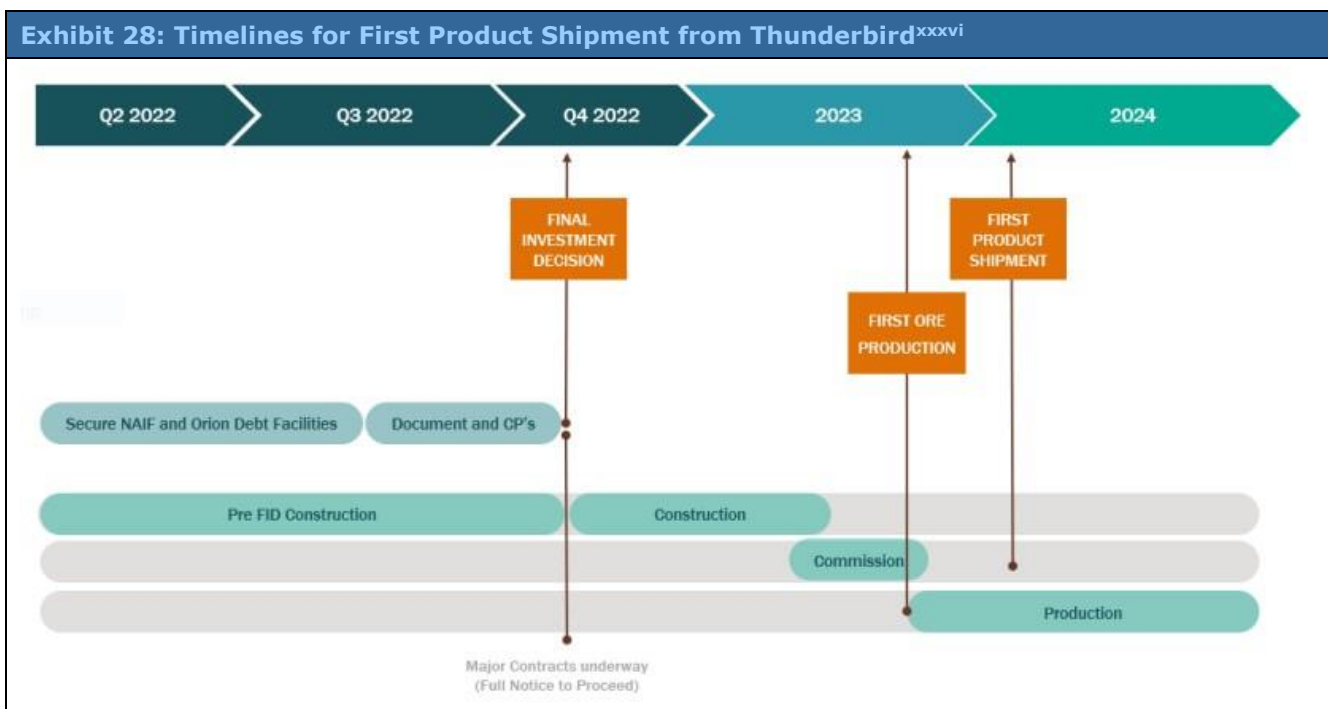 Exhibit 28: Timelines for First Product Shipment from Thunderbirdxxxvi
Q2 2022
Q3 2022
Q4 2022
2023
2024
FINAL
INVESTMENT
DECISION
FIRST
PRODUCT
SHIPMENT
FIRST ORE
PRODUCTION
Secure NAIF and Orion Debt Facilities
Document and CP's
Pre FID Construction
Construction
Commission
Production
Major Contracts underway
(Full Notice to Proceed)